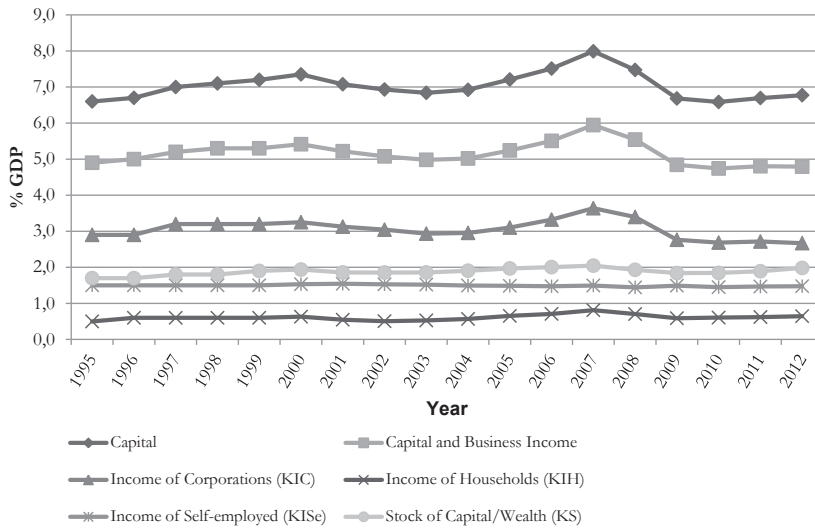 9,0
8,0
7,0
6,0
5,0
4,0
3,0
2,0
1,0
0,0
% GDP
1995 1996 1997 1998 1999 2000 2001 2002 2003 2004 2005 2006 2007 2008 2009 2010 2011 2012
Year
Capital Capital and Business Income
Income of Corporations (KIC) Income of Households (KIH)
Income of Self-employed (KISe) Stock of Capital/Wealth (KS)